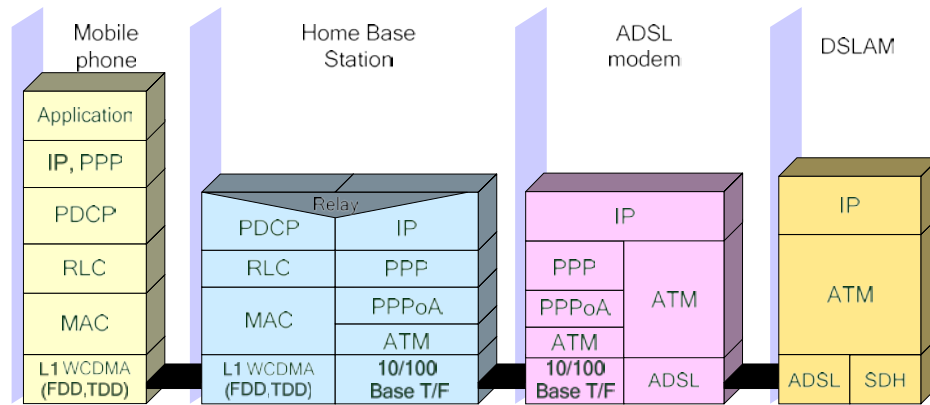 Mobile
phone
Home Base
Station
ADSL
modem
DSLAM
Application
IP, PPP
PDCP
RLC
MAC
L1 WCDMA
(FDD,TDD)
Relay
PDCP
IP
RLC
PPP
MAC
PPPoA
ATM
L1 WCDMA
(FDD,TDD)
10/100
Base T/F
IP
PPP
PPPoA
ATM
ATM
10/100
Base T/F
ADSL
IP
ATM
ADSL
SDH